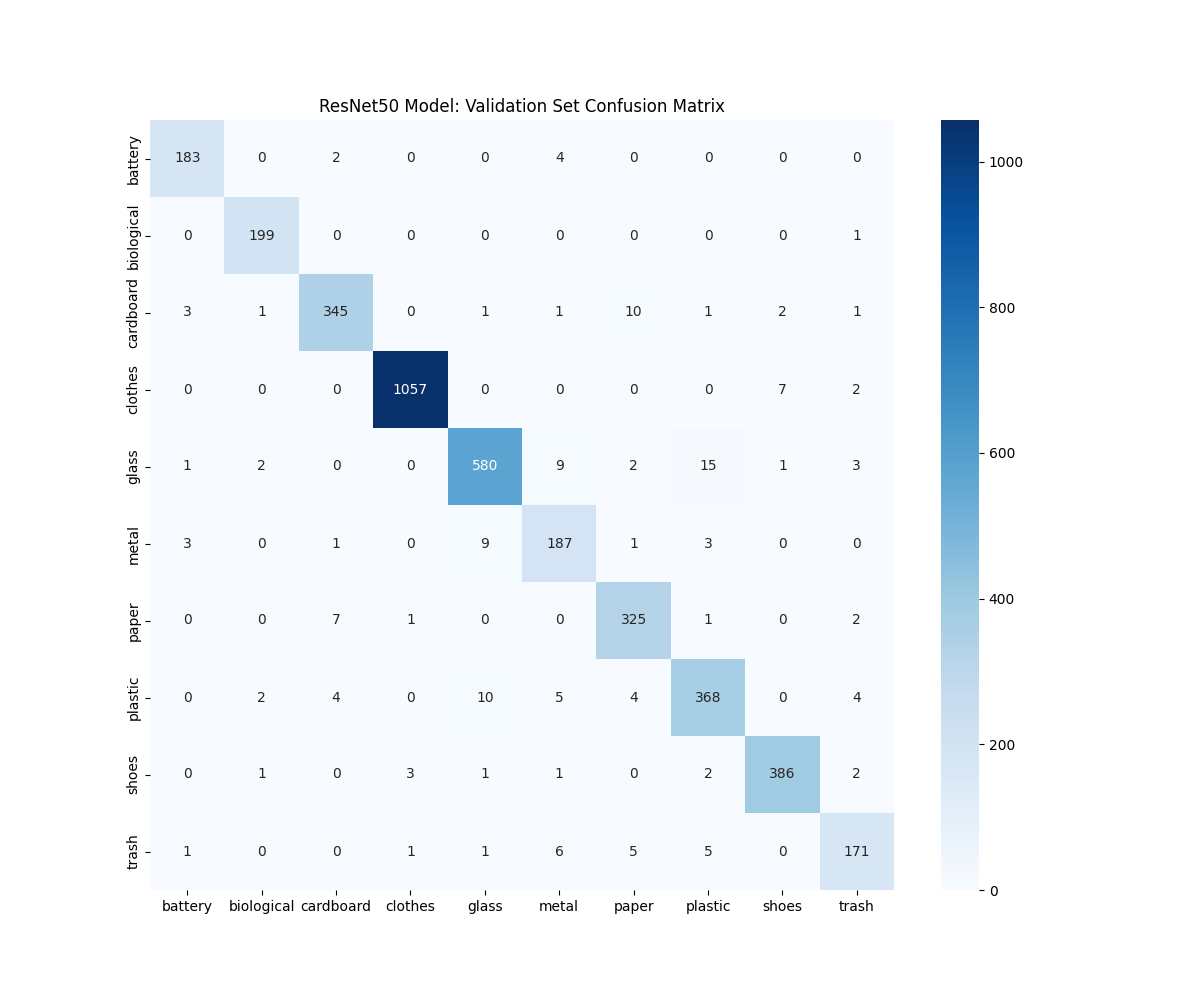 ResNet50 Model: Validation Set Confusion Matrix
battery 183 0 2 0 0 4 0 0 0 0
biological 0 199 0 0 0 0 0 0 0 1
cardboard 3 1 345 0 1 1 10 1 2 1
clothes 0 0 0 1057 0 0 0 0 7 2
glass 1 2 0 0 580 9 2 15 1 3
metal 3 0 1 0 9 187 1 3 0 0
paper 0 0 7 1 0 0 325 1 0 2
plastic 0 2 4 0 10 5 4 368 0 4
shoes 0 1 0 3 1 1 0 2 386 2
trash 1 0 0 1 1 6 5 5 0 171
battery biological cardboard clothes glass metal paper plastic shoes trash
1000
800
600
400
200
0